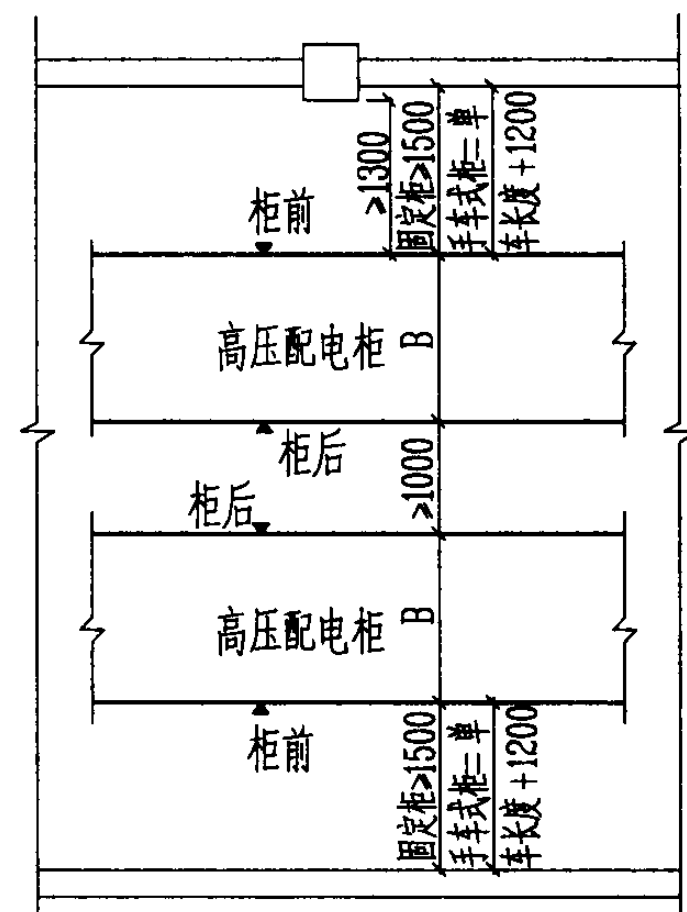 ≥1300
固定柜≥1500
手车式柜=单
车长度+1200
柜前
高压配电柜 B
柜后
≥1000
柜后
高压配电柜 B
柜前
固定柜≥1500
手车式柜=单
车长度+1200